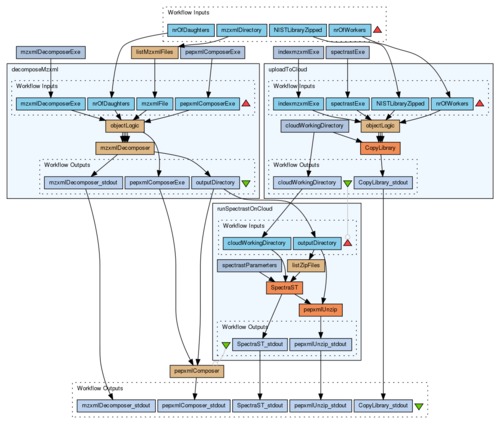 Workflow Inputs
nrOfDaughters
mzxmlDirectory
NISTLibraryZipped
nrOfWorkers
mzxmlDecomposerExe
listMzxmlFiles
pepxmlComposerExe
indexmzxmlExe
spectrastExe
decomposeMzxml
uploadToCloud
Workflow Inputs
Workflow Inputs
mzxmlDecomposerExe
nrOfDaughters
mzxmlFile
pepxmlComposerExe
indexmzxmlExe
spectrastExe
NISTLibraryZipped
nrOfWorkers
objectLogic
cloudWorkingDirectory
objectLogic
mzxmlDecomposer
CopyLibrary
Workflow Outputs
Workflow Outputs
mzxmlDecomposer_stdout
pepxmlComposerExe
outputDirectory
cloudWorkingDirectory
CopyLibrary_stdout
runSpectrastOnCloud
Workflow Inputs
cloudWorkingDirectory
outputDirectory
spectrastParameters
listZipFiles
SpectraST
pepxmlUnzip
Workflow Outputs
SpectraST_stdout
pepxmlUnzip_stdout
pepxmlComposer
Workflow Outputs
mzxmlDecomposer_stdout
pepxmlComposer_stdout
SpectraST_stdout
pepxmlUnzip_stdout
CopyLibrary_stdout